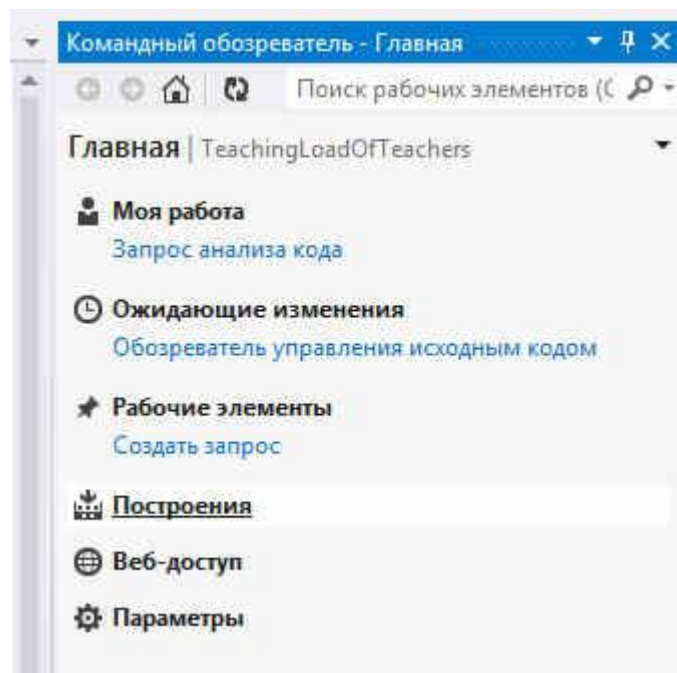 Командный обозреватель - Главная
Поиск рабочих элементов (
Главная | TeachingLoadOfTeachers
Моя работа
Запрос анализа кода
Ожидающие изменения
Обозреватель управления исходным кодом
Рабочие элементы
Создать запрос
Построения
Веб-доступ
Параметры